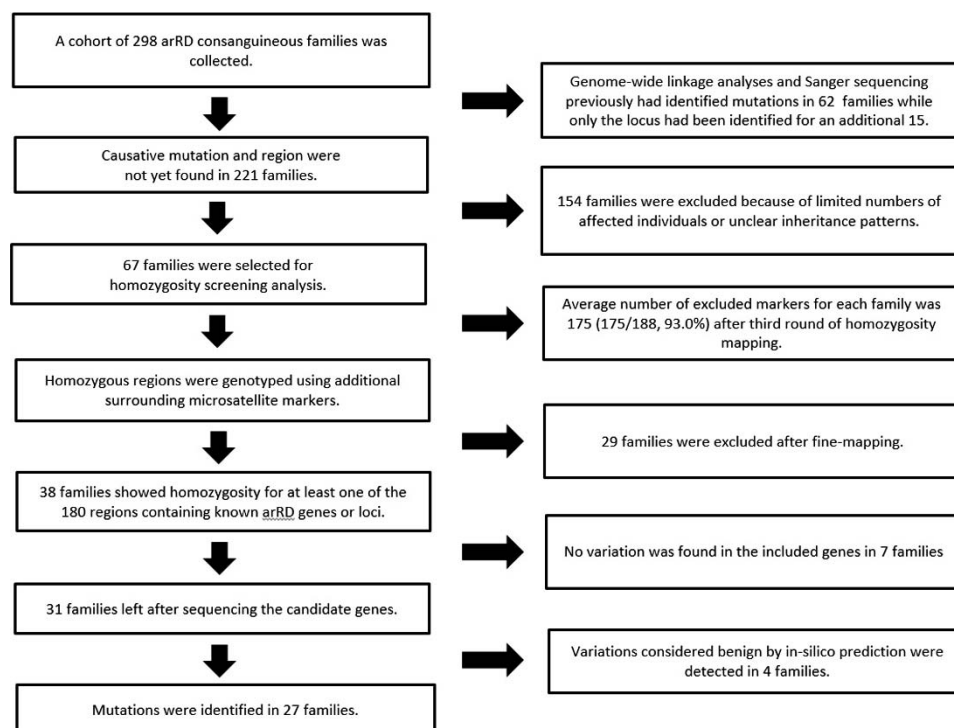 A cohort of 298 arRD consanguineous families was
collected.
Genome-wide linkage analyses and Sanger sequencing
previously had identified mutations in 62 families while
only the locus had been identified for an additional 15.
Causative mutation and region were
not yet found in 221 families.
154 families were excluded because of limited numbers of
affected individuals or unclear inheritance patterns.
67 families were selected for
homozygosity screening analysis.
Average number of excluded markers for each family was
175 (175/188, 93.0%) after third round of homozygosity
mapping.
Homozygous regions were genotyped using additional
surrounding microsatellite markers.
29 families were excluded after fine-mapping.
38 families showed homozygosity for at least one of the
180 regions containing known arRD genes or loci.
No variation was found in the included genes in 7 families
31 families left after sequencing the candidate genes.
Variations considered benign by in-silico prediction were
detected in 4 families.
Mutations were identified in 27 families.